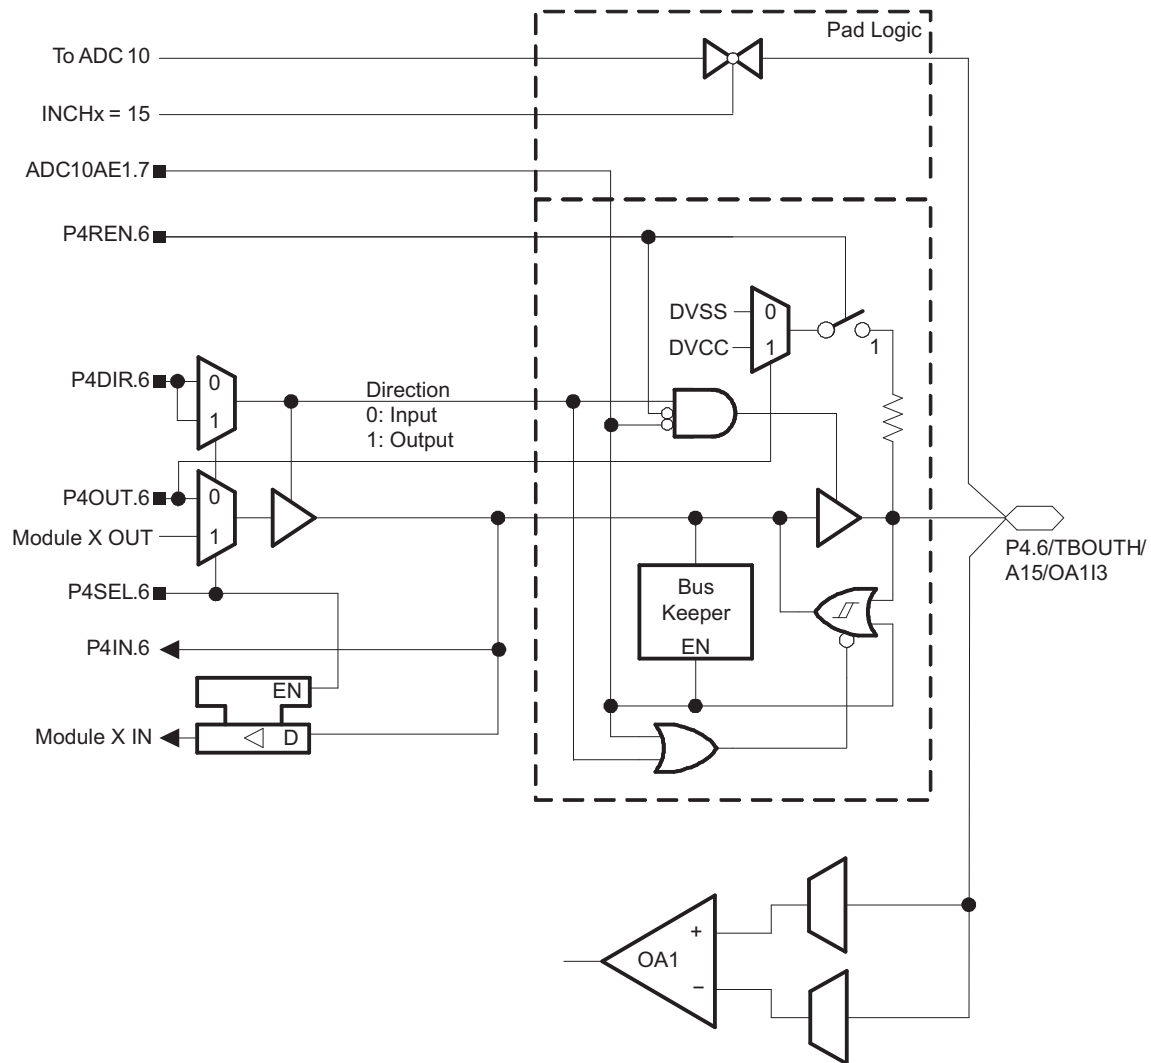 Pad Logic
To ADC 10
INCHx = 15
ADC10AE1.7
P4REN.6
DVSS
0
DVCC
1
1
P4DIR.6
0
1
Direction
0: Input
1: Output
P4OUT.6
0
Module X OUT
1
P4SEL.6
P4.6/TBOUTH/
A15/OA1I3
Bus
Keeper
EN
P4IN.6
EN
Module X IN
D
+
OA1
−